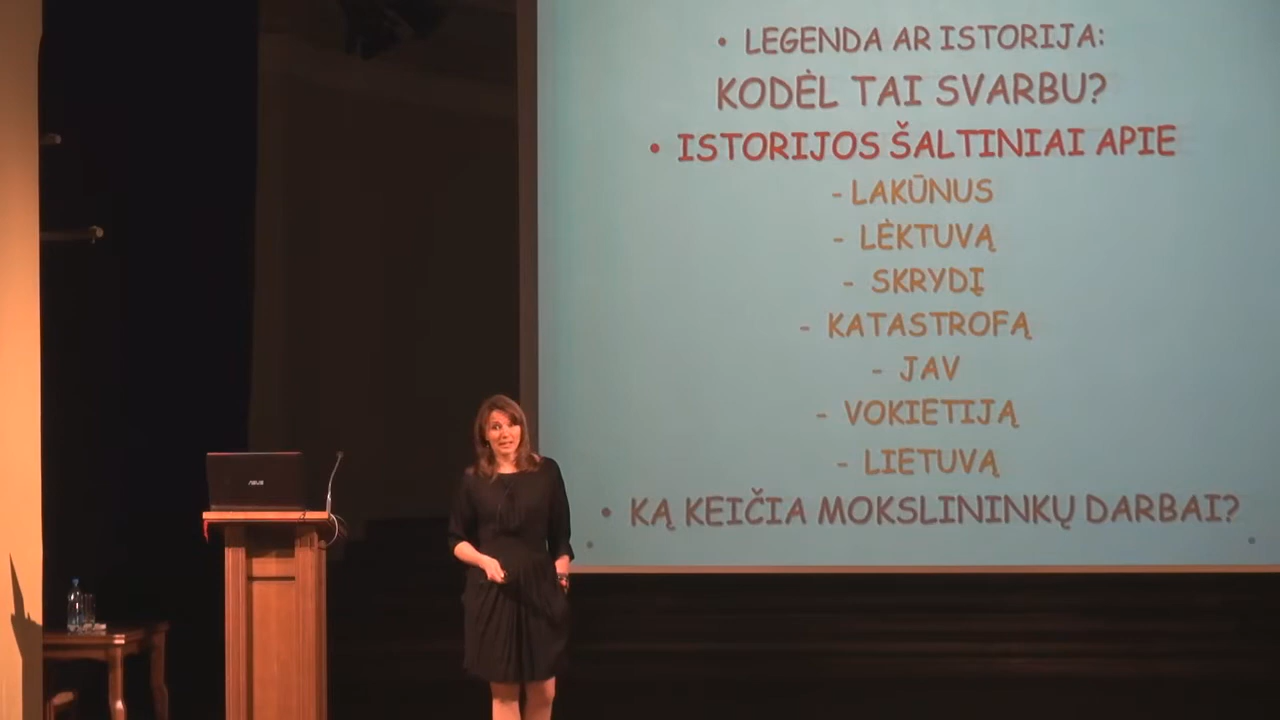 • LEGENDA AR ISTORIJA:
KODĖL TAI SVARBU?
• ISTORIJOS ŠALTINIAI APIE
- LAKŪNUS
- LĖKTUVĄ
- SKRYDĮ
- KATASTROFĄ
- JAV
- VOKIETIJĄ
- LIETUVĄ
• KĄ KEIČIA MOKSLININKŲ DARBAI?
ASUS